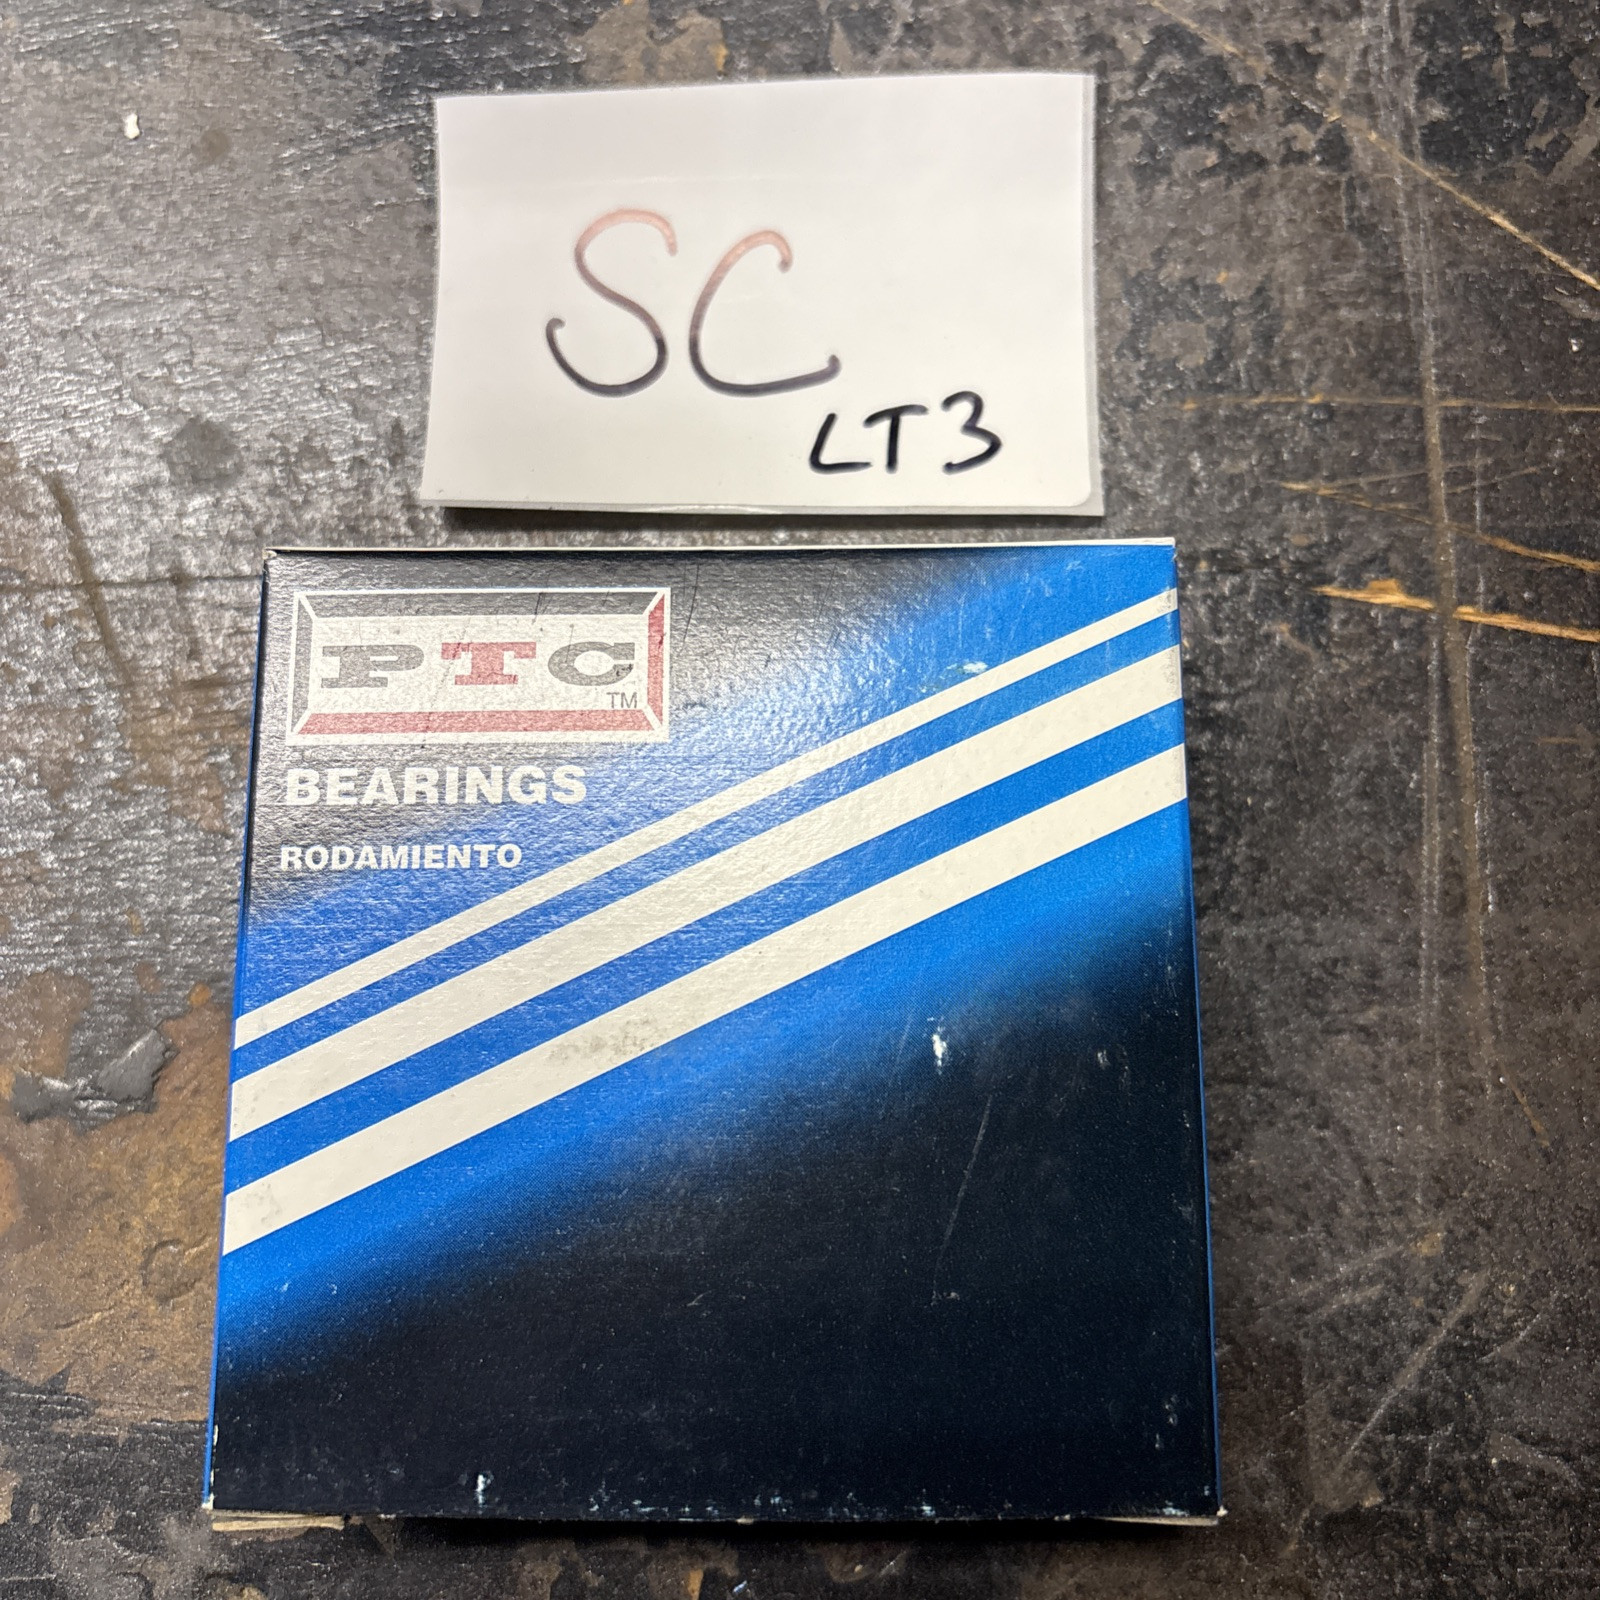 SC
LT3
PTC
TM
BEARINGS
RODAMIENTO